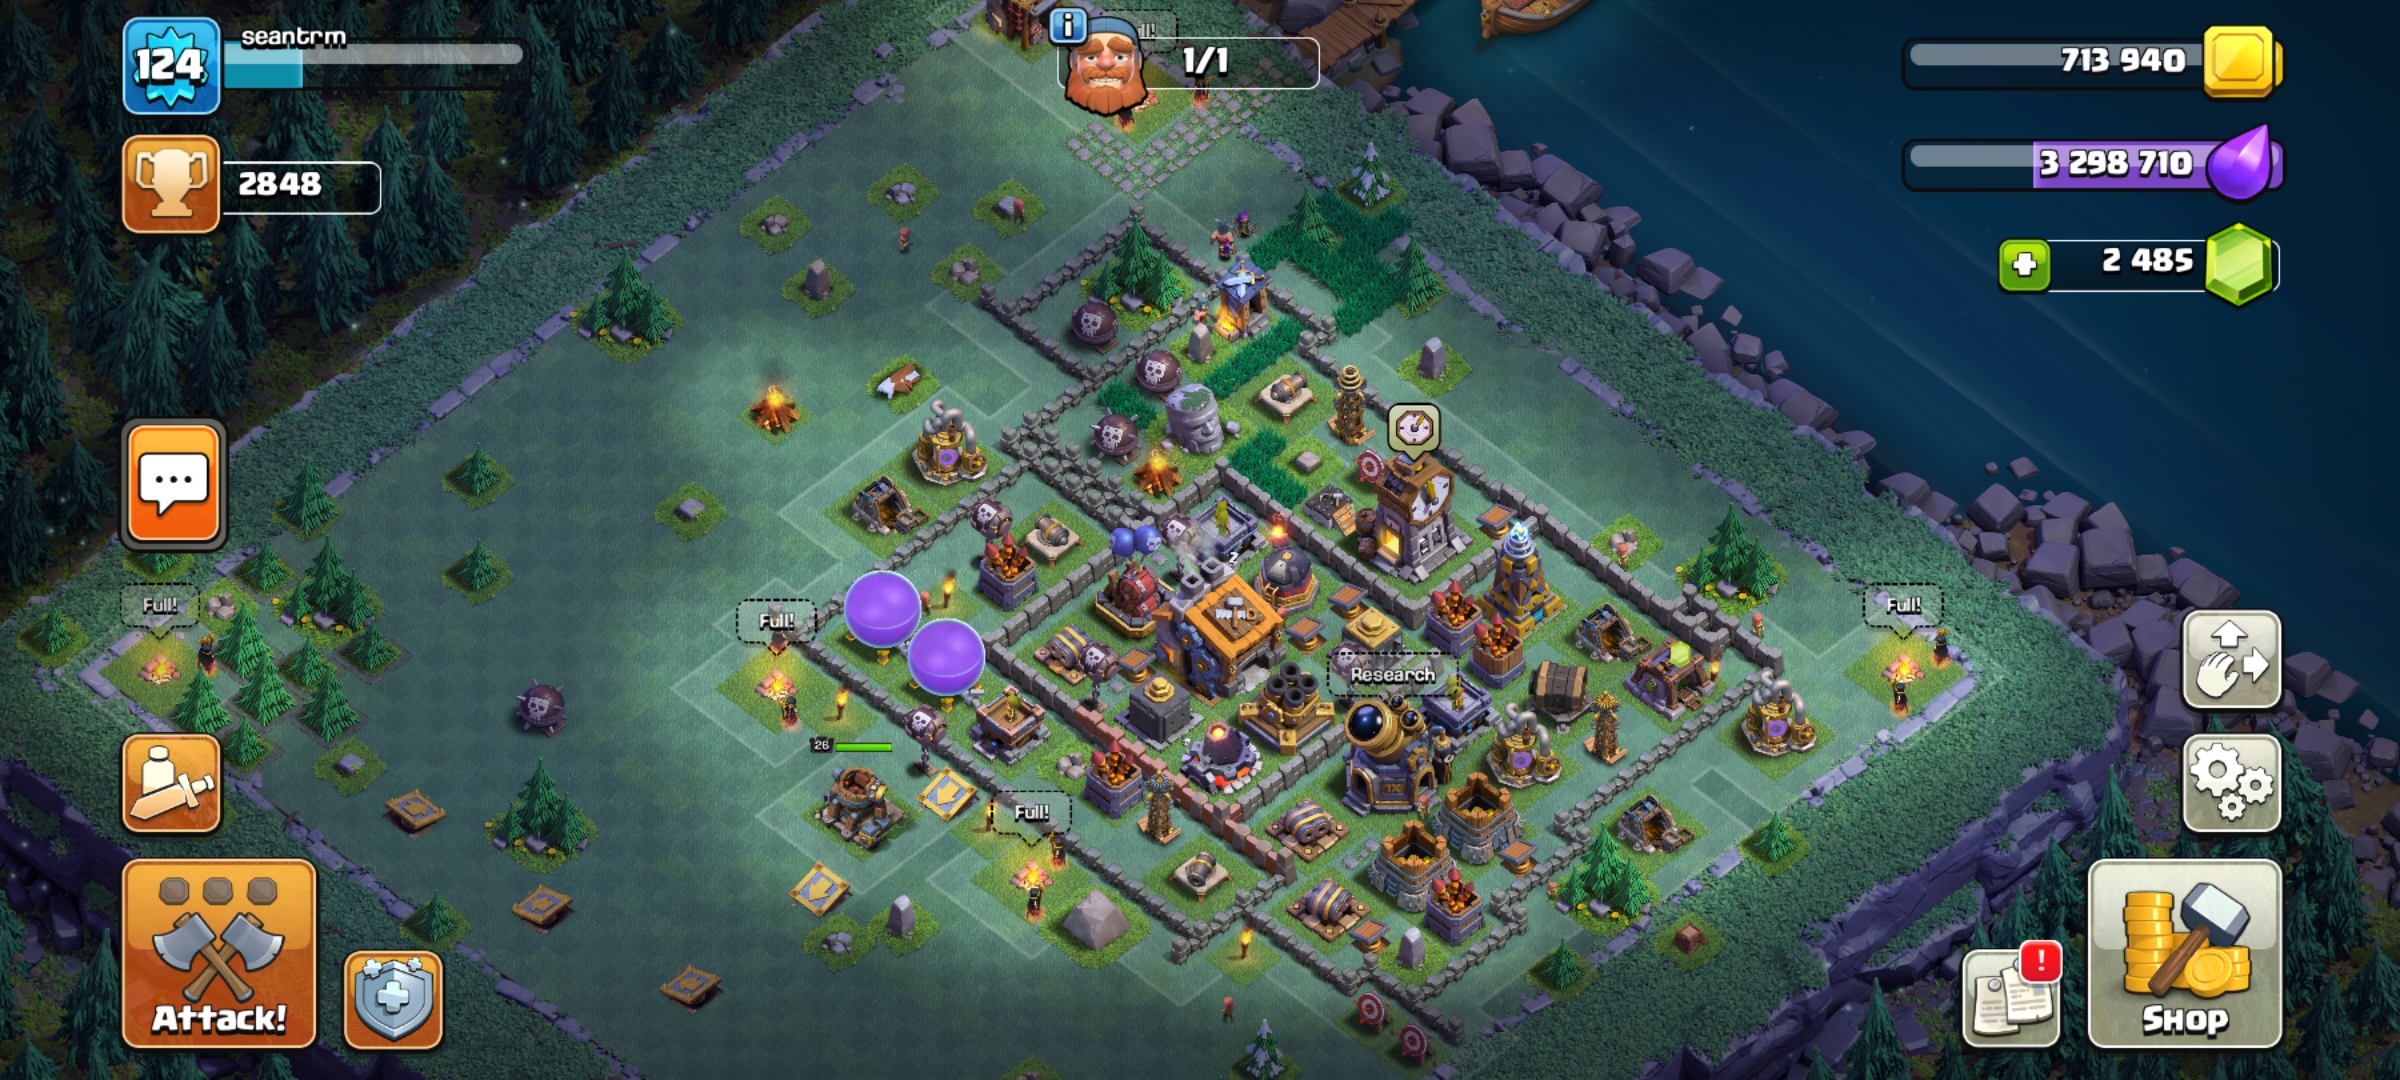 124
seantrm
1/1
713 940
2848
3 298 710
2 485
Full!
Full!
Full!
Research
26
Full!
Attack!
!
Shop